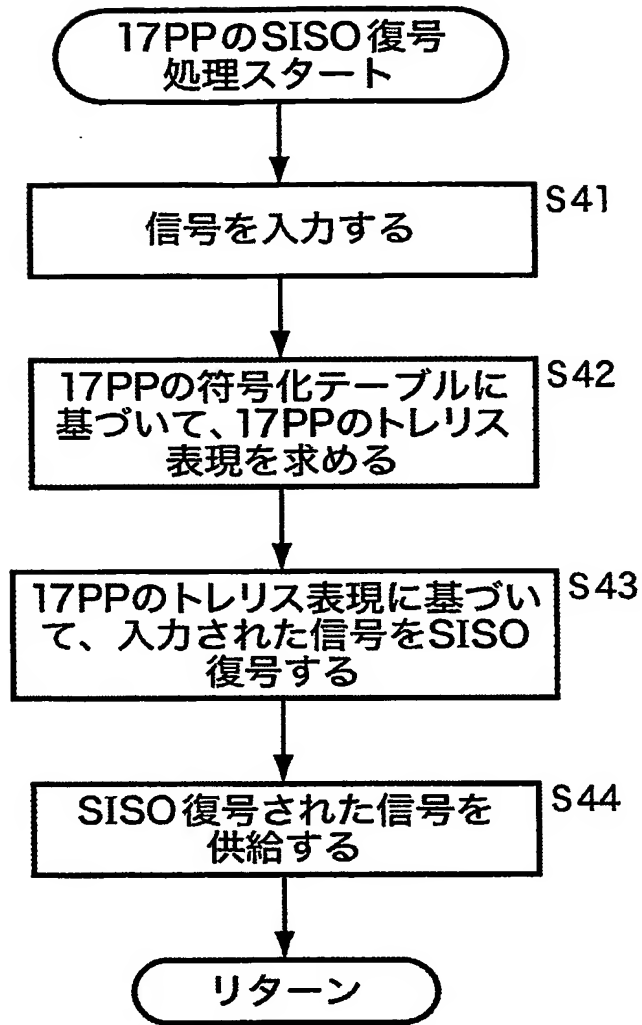 17PPのSISO復号
処理スタート
信号を入力する
S41
17PPの符号化テーブルに
基づいて、17PPのトレリス
表現を求める
S42
17PPのトレリス表現に基づい
て、入力された信号をSISO
復号する
S43
SISO復号された信号を
供給する
S44
リターン